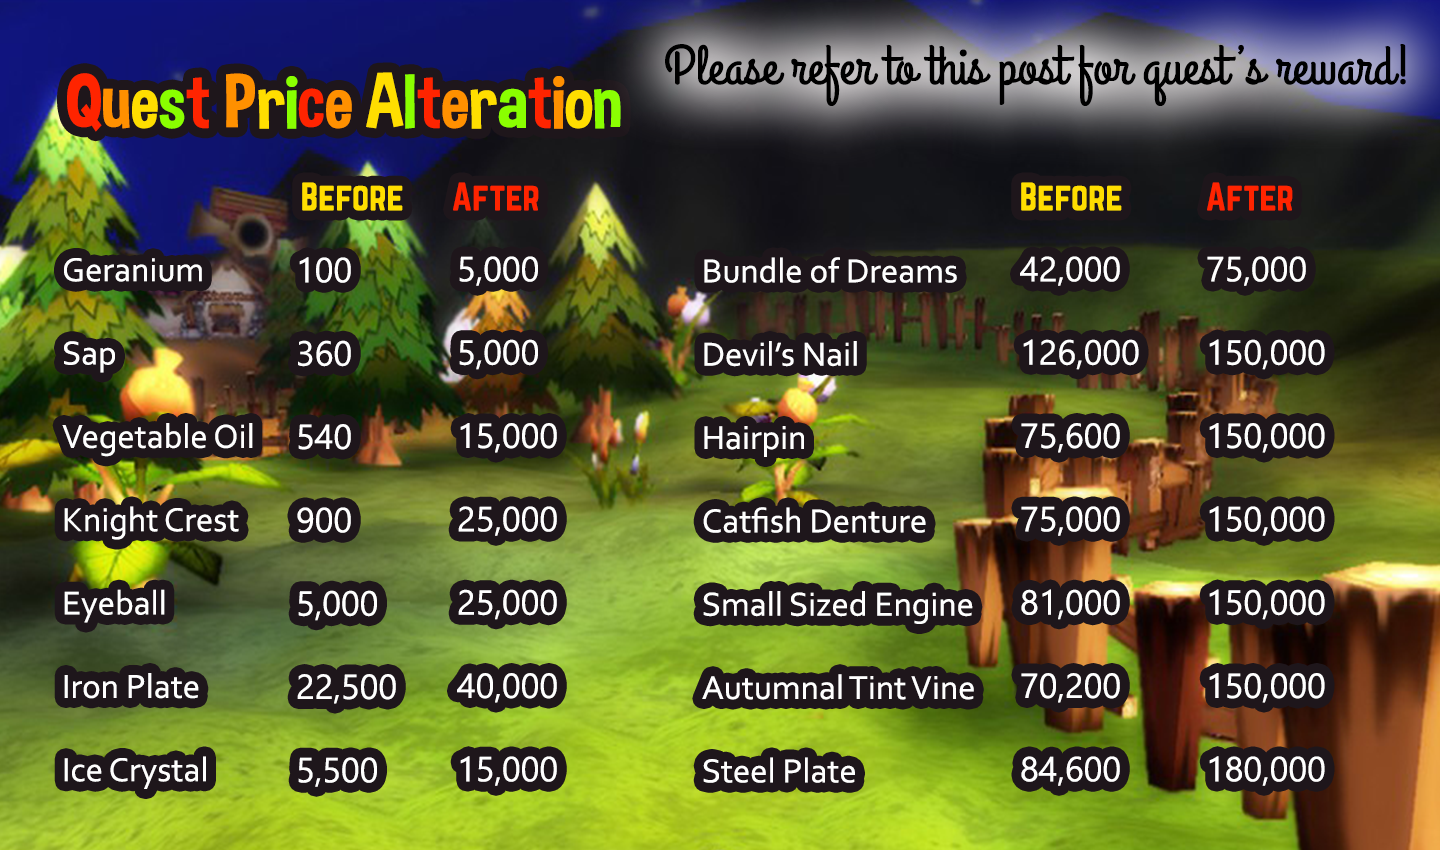 Please refer to this post for quest's reward!
Quest Price Alteration
BEFORE AFTER
Geranium 100 5,000
Sap 360 5,000
Vegetable Oil 540 15,000
Knight Crest 900 25,000
Eyeball 5,000 25,000
Iron Plate 22,500 40,000
Ice Crystal 5,500 15,000
BEFORE AFTER
Bundle of Dreams 42,000 75,000
Devil's Nail 126,000 150,000
Hairpin 75,600 150,000
Catfish Denture 75,000 150,000
Small Sized Engine 81,000 150,000
Autumnal Tint Vine 70,200 150,000
Steel Plate 84,600 180,000